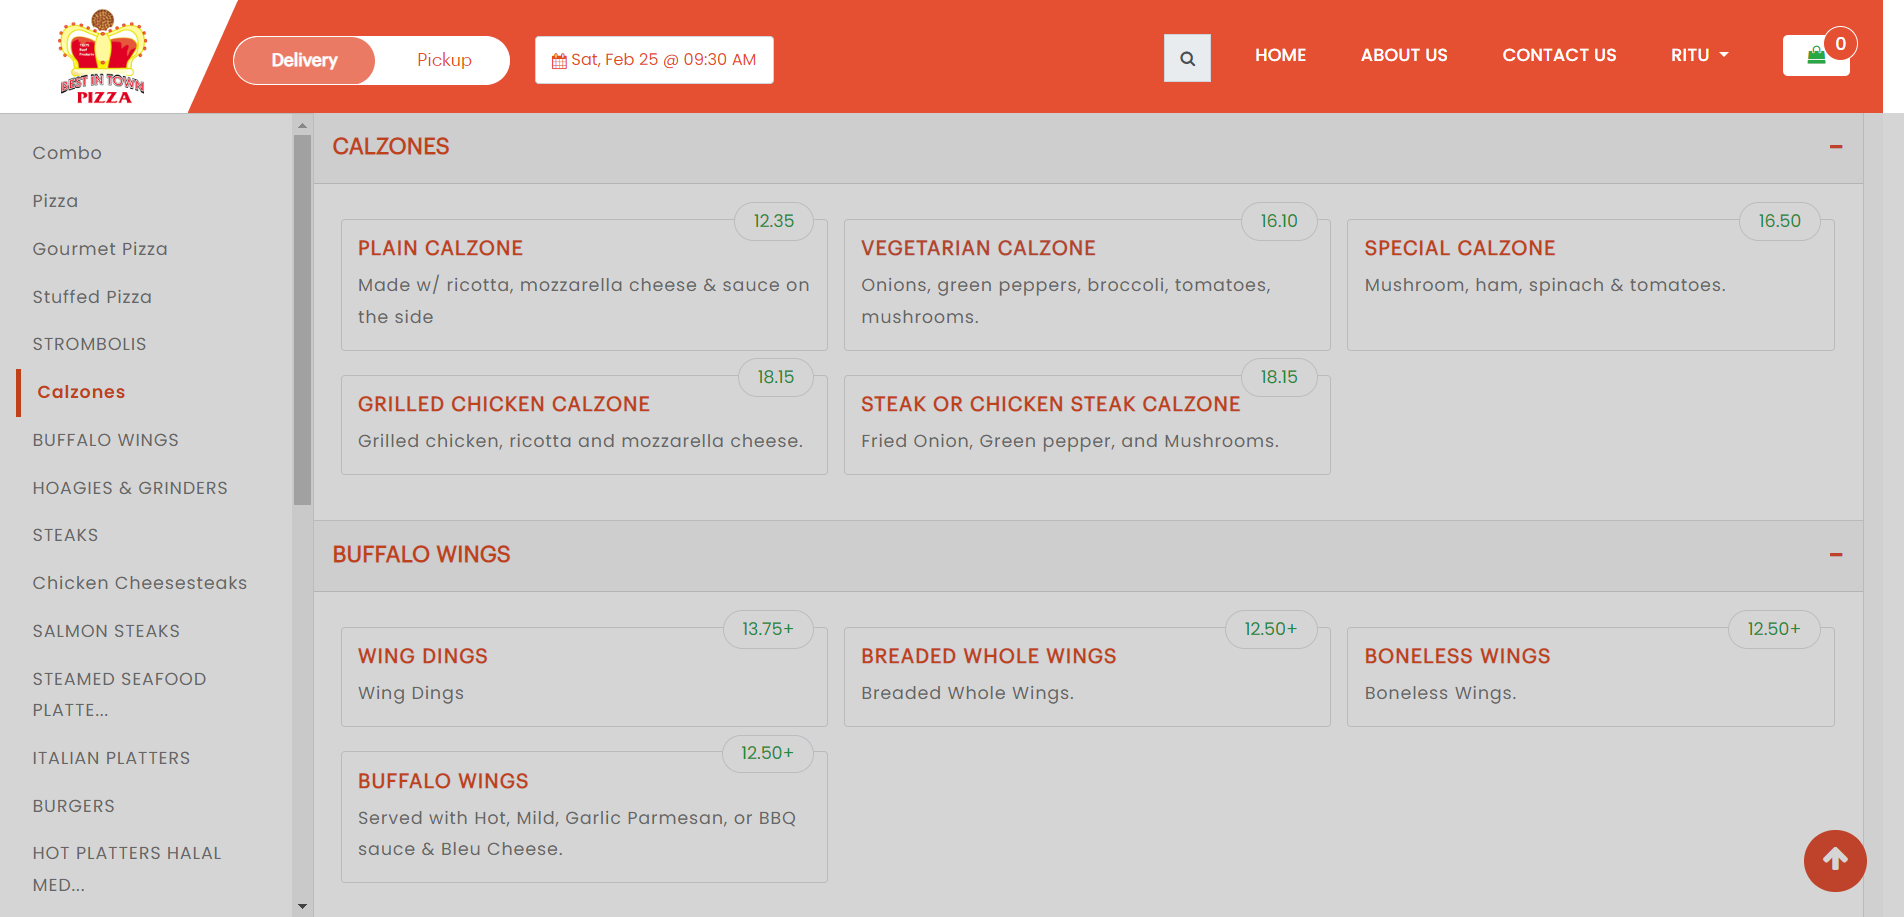 BEST IN TOWN
PIZZA
Delivery
Pickup
Sat, Feb 25 @ 09:30 AM
HOME
ABOUT US
CONTACT US
RITU
0
Combo
Pizza
Gourmet Pizza
Stuffed Pizza
STROMBOLIS
Calzones
BUFFALO WINGS
HOAGIES & GRINDERS
STEAKS
Chicken Cheesesteaks
SALMON STEAKS
STEAMED SEAFOOD
PLATTE...
ITALIAN PLATTERS
BURGERS
HOT PLATTERS HALAL
MED...
CALZONES
12.35
PLAIN CALZONE
Made w/ ricotta, mozzarella cheese & sauce on
the side
16.10
VEGETARIAN CALZONE
Onions, green peppers, broccoli, tomatoes,
mushrooms.
16.50
SPECIAL CALZONE
Mushroom, ham, spinach & tomatoes.
18.15
GRILLED CHICKEN CALZONE
Grilled chicken, ricotta and mozzarella cheese.
18.15
STEAK OR CHICKEN STEAK CALZONE
Fried Onion, Green pepper, and Mushrooms.
BUFFALO WINGS
13.75+
WING DINGS
Wing Dings
12.50+
BREADED WHOLE WINGS
Breaded Whole Wings.
12.50+
BONELESS WINGS
Boneless Wings.
12.50+
BUFFALO WINGS
Served with Hot, Mild, Garlic Parmesan, or BBQ
sauce & Bleu Cheese.